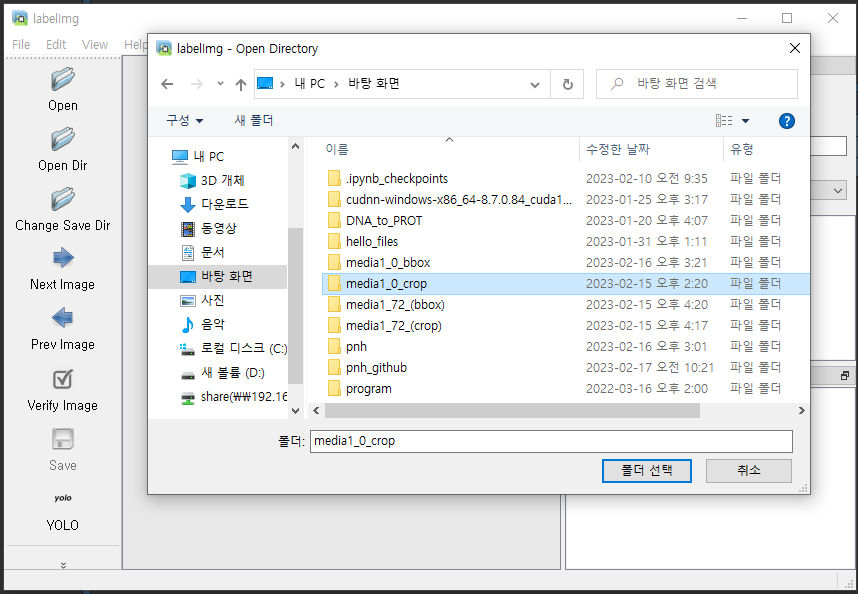 labelImg
File Edit View Help
Open
Open Dir
Change Save Dir
Next Image
Prev Image
Verify Image
Save
yolo
YOLO
labelImg - Open Directory
내 PC › 바탕 화면
바탕 화면 검색
구성 새 폴더
내 PC
3D 개체
다운로드
동영상
문서
바탕 화면
사진
음악
로컬 디스크 (C:)
새 볼륨 (D:)
share(₩₩192.16
이름 수정한 날짜 유형
.ipynb_checkpoints 2023-02-10 오전 9:35 파일 폴더
cudnn-windows-x86_64-8.7.0.84_cuda1... 2023-01-25 오후 3:17 파일 폴더
DNA_to_PROT 2023-01-20 오후 4:07 파일 폴더
hello_files 2023-01-31 오후 1:11 파일 폴더
media1_0_bbox 2023-02-16 오후 3:21 파일 폴더
media1_0_crop 2023-02-15 오후 2:20 파일 폴더
media1_72_(bbox) 2023-02-15 오후 4:20 파일 폴더
media1_72_(crop) 2023-02-15 오후 4:17 파일 폴더
pnh 2023-02-16 오후 3:01 파일 폴더
pnh_github 2023-02-17 오전 10:21 파일 폴더
program 2022-03-16 오후 2:00 파일 폴더
폴더: media1_0_crop
폴더 선택 취소